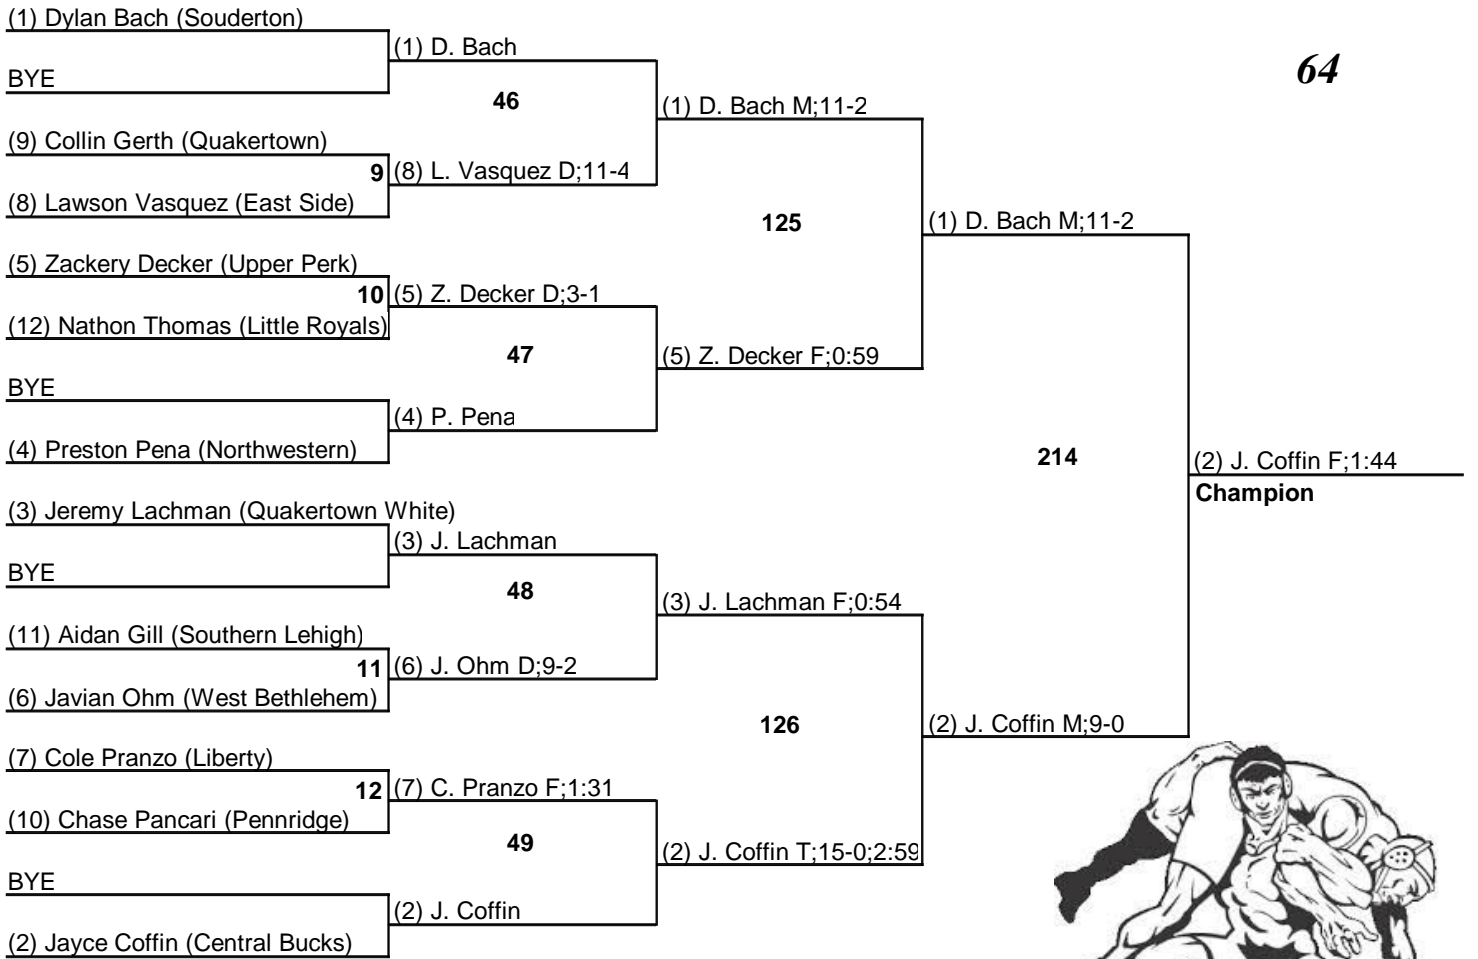 (1) Dylan Bach (Souderton)
(1) D. Bach
BYE
64
46
(1) D. Bach M;11-2
(9) Collin Gerth (Quakertown)
9
(8) L. Vasquez D;11-4
(8) Lawson Vasquez (East Side)
125
(1) D. Bach M;11-2
(5) Zackery Decker (Upper Perk)
10
(5) Z. Decker D;3-1
(12) Nathon Thomas (Little Royals)
47
(5) Z. Decker F;0:59
BYE
(4) P. Pena
(4) Preston Pena (Northwestern)
214
(2) J. Coffin F;1:44
Champion
(3) Jeremy Lachman (Quakertown White)
(3) J. Lachman
BYE
48
(3) J. Lachman F;0:54
(11) Aidan Gill (Southern Lehigh)
11
(6) J. Ohm D;9-2
(6) Javian Ohm (West Bethlehem)
126
(2) J. Coffin M;9-0
(7) Cole Pranzo (Liberty)
12
(7) C. Pranzo F;1:31
(10) Chase Pancari (Pennridge)
49
(2) J. Coffin T;15-0;2:59
BYE
(2) J. Coffin
(2) Jayce Coffin (Central Bucks)